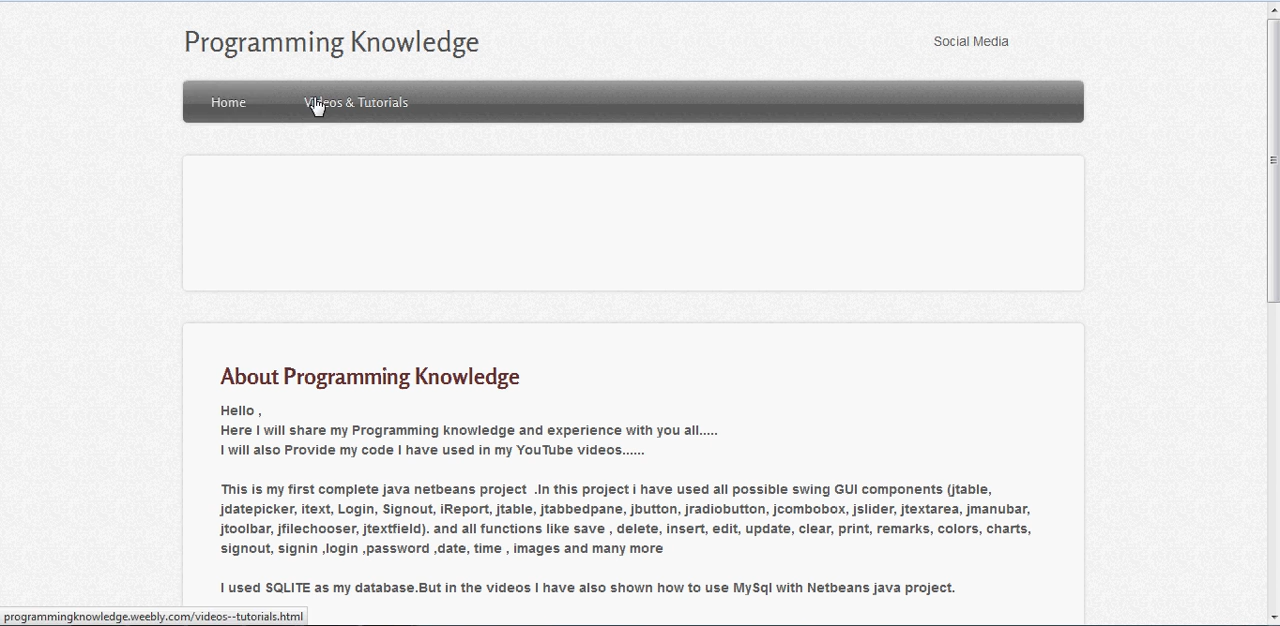 Programming Knowledge
Social Media
Home
Videos & Tutorials
About Programming Knowledge
Hello ,
Here I will share my Programming knowledge and experience with you all.....
I will also Provide my code I have used in my YouTube videos......
This is my first complete java netbeans project  .In this project i have used all possible swing GUI components (jtable,
jdatepicker, itext, Login, Signout, iReport, jtable, jtabbedpane, jbutton, jradiobutton, jcombobox, jslider, jtextarea, jmanubar,
jtoolbar, jfilechooser, jtextfield). and all functions like save , delete, insert, edit, update, clear, print, remarks, colors, charts,
signout, signin ,login ,password ,date, time , images and many more
I used SQLITE as my database.But in the videos I have also shown how to use MySql with Netbeans java project.
programmingknowledge.weebly.com/videos--tutorials.html